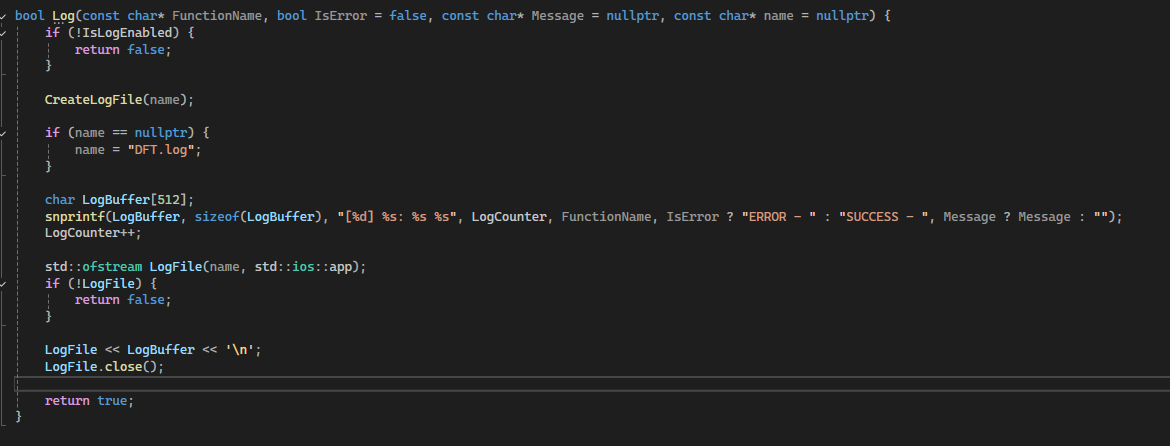 bool Log(const char* FunctionName, bool IsError = false, const char* Message = nullptr, const char* name = nullptr) {
    if (!IsLogEnabled) {
        return false;
    }

    CreateLogFile(name);

    if (name == nullptr) {
        name = "DFT.log";
    }

    char LogBuffer[512];
    snprintf(LogBuffer, sizeof(LogBuffer), "[%d] %s: %s %s", LogCounter, FunctionName, IsError ? "ERROR - " : "SUCCESS - ", Message ? Message : "");
    LogCounter++;

    std::ofstream LogFile(name, std::ios::app);
    if (!LogFile) {
        return false;
    }

    LogFile << LogBuffer << '\n';
    LogFile.close();

    return true;
}